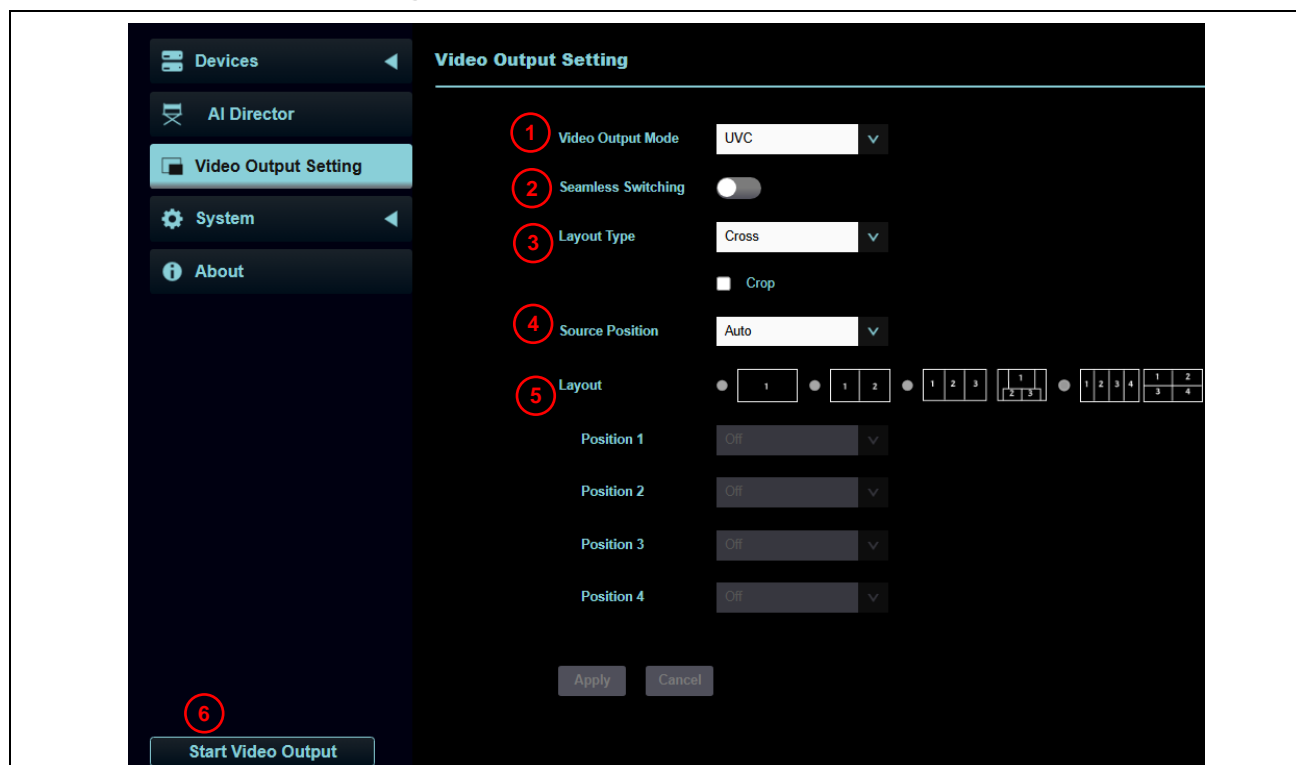 Devices
AI Director
Video Output Setting
System
About
Video Output Setting
1 Video Output Mode UVC
2 Seamless Switching
3 Layout Type Cross
Crop
4 Source Position Auto
5 Layout 1 1 2 1 2 3 1 2 3 1 2 3 4 1 2 3 4
Position 1 Off
Position 2 Off
Position 3 Off
Position 4 Off
Apply Cancel
6
Start Video Output